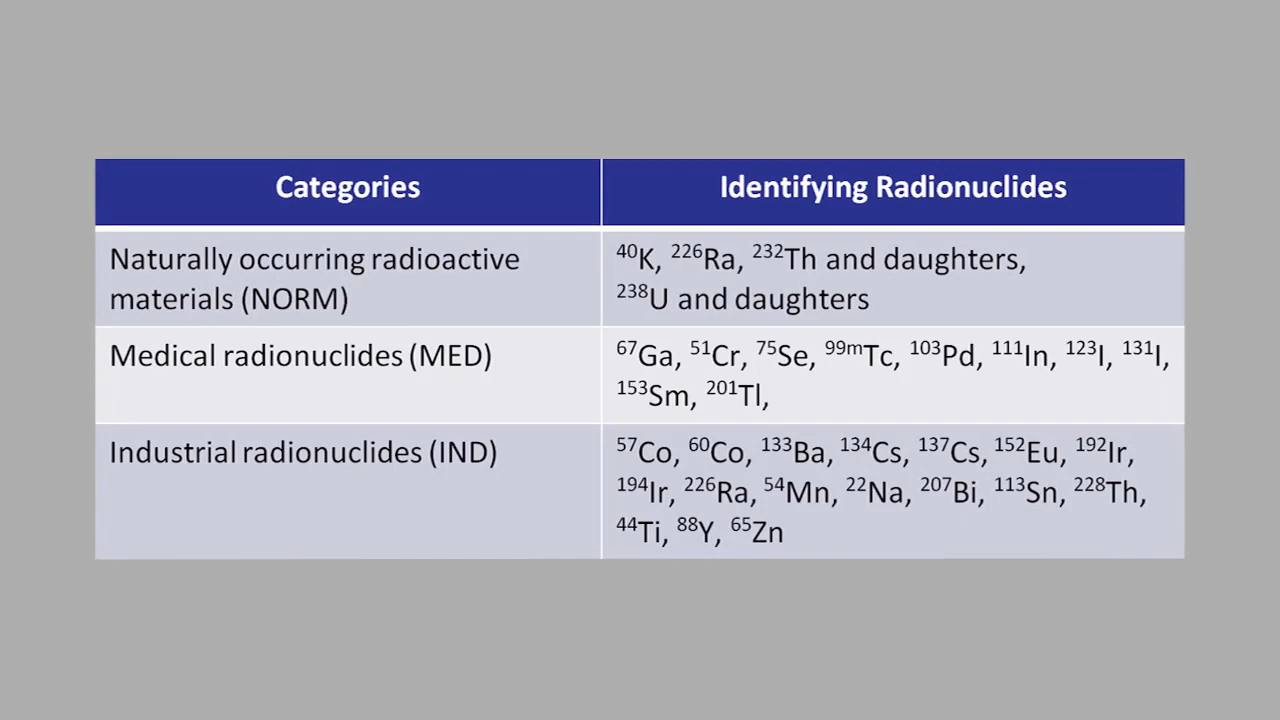 Categories
Identifying Radionuclides
Naturally occurring radioactive
materials (NORM)
⁴⁰K, ²²⁶Ra, ²³²Th and daughters,
²³⁸U and daughters
Medical radionuclides (MED)
⁶⁷Ga, ⁵¹Cr, ⁷⁵Se, ⁹⁹ᵐTc, ¹⁰³Pd, ¹¹¹In, ¹²³I, ¹³¹I,
¹⁵³Sm, ²⁰¹Tl,
Industrial radionuclides (IND)
⁵⁷Co, ⁶⁰Co, ¹³³Ba, ¹³⁴Cs, ¹³⁷Cs, ¹⁵²Eu, ¹⁹²Ir,
¹⁹⁴Ir, ²²⁶Ra, ⁵⁴Mn, ²²Na, ²⁰⁷Bi, ¹¹³Sn, ²²⁸Th,
⁴⁴Ti, ⁸⁸Y, ⁶⁵Zn